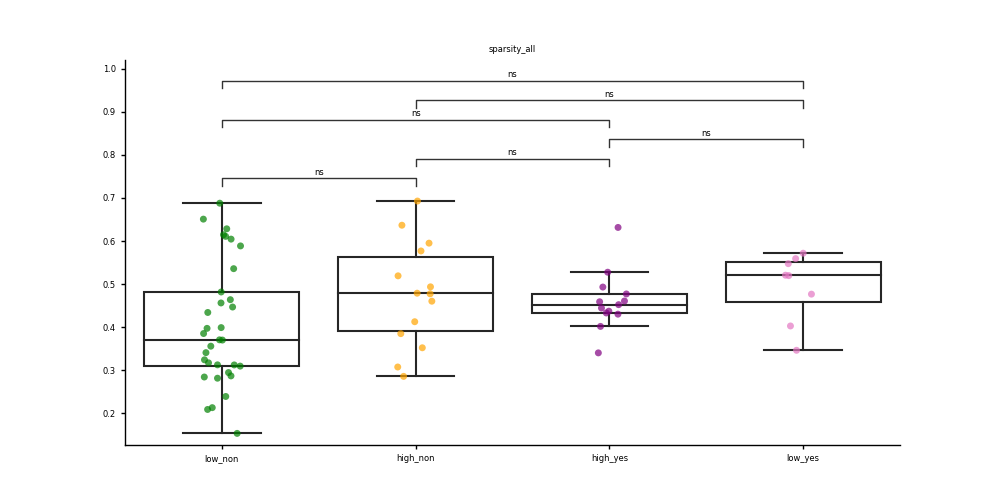 sparsity_all
1.0
ns
ns
0.9
ns
ns
0.8
ns
ns
0.7
0.6
0.5
0.4
0.3
0.2
low_non
high_non
high_yes
low_yes